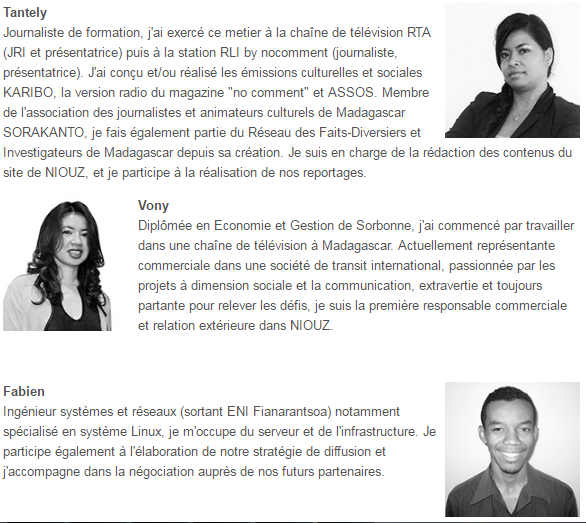 Tantely
Journaliste de formation, j'ai exercé ce metier à la chaîne de télévision RTA
(JRI et présentatrice) puis à la station RLI by nocomment (journaliste,
présentatrice). J'ai conçu et/ou réalisé les émissions culturelles et sociales
KARIBO, la version radio du magazine "no comment" et ASSOS. Membre
de l'association des journalistes et animateurs culturels de Madagascar
SORAKANTO, je fais également partie du Réseau des Faits-Diversiers et
Investigateurs de Madagascar depuis sa création. Je suis en charge de la rédaction des contenus du
site de NIOUZ, et je participe à la réalisation de nos reportages.
Vony
Diplômée en Economie et Gestion de Sorbonne, j'ai commencé par travailler
dans une chaîne de télévision à Madagascar. Actuellement représentante
commerciale dans une société de transit international, passionnée par les
projets à dimension sociale et la communication, extravertie et toujours
partante pour relever les défis, je suis la première responsable commerciale
et relation extérieure dans NIOUZ.
Fabien
Ingénieur systèmes et réseaux (sortant ENI Fianarantsoa) notamment
spécialisé en système Linux, je m'occupe du serveur et de l'infrastructure. Je
participe également à l'élaboration de notre stratégie de diffusion et
j'accompagne dans la négociation auprès de nos futurs partenaires.